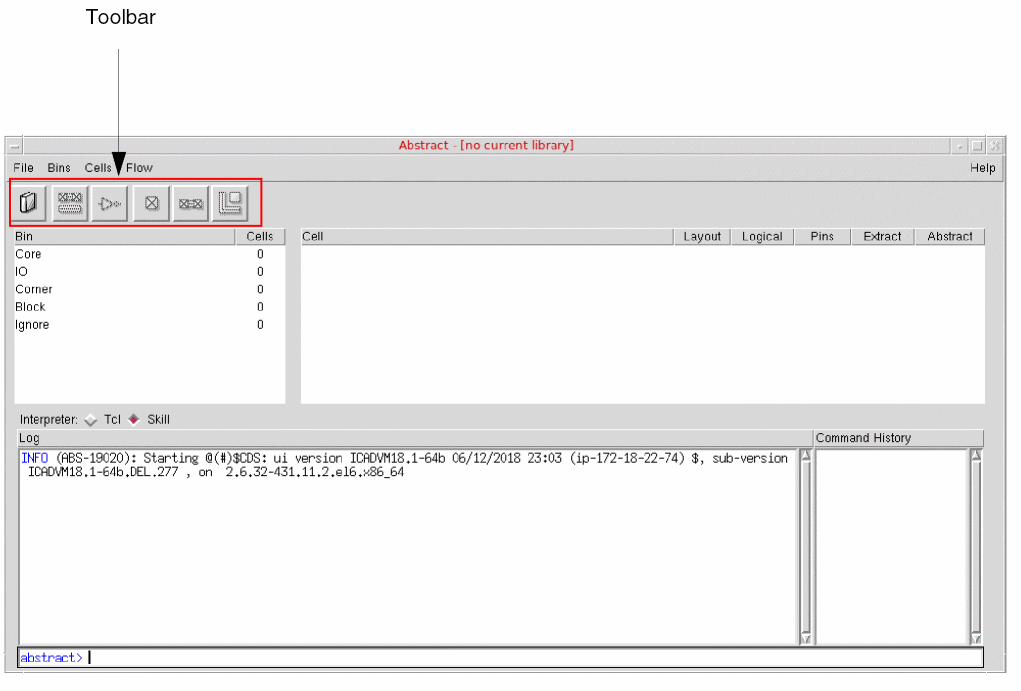 Toolbar
Abstract - [no current library]
File Bins Cells Flow Help
Bin Cells
Core 0
IO 0
Corner 0
Block 0
Ignore 0
Cell Layout Logical Pins Extract Abstract
Interpreter: Tcl Skill
Log
INFO (ABS-19020): Starting @(#)$CDS: ui version ICADVM18.1-64b 06/12/2018 23:03 (ip-172-18-22-74) $, sub-version
ICADVM18.1-64b.DEL.277 , on 2.6.32-431.11.2.el6.x86_64
Command History
abstract>